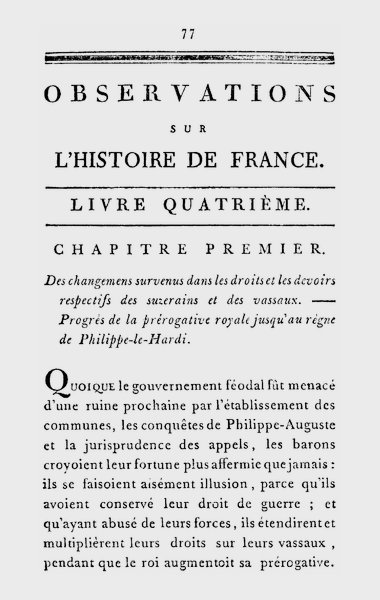 77
OBSERVATIONS
SUR
L'HISTOIRE DE FRANCE.
LIVRE QUATRIÈME.
CHAPITRE PREMIER.
Des changemens survenus dans les droits et les devoirs
respectifs des suzerains et des vassaux. —
Progrès de la prérogative royale jusqu'au règne
de Philippe-le-Hardi.
QUOIQUE le gouvernement féodal fût menacé
d'une ruine prochaine par l'établissement des
communes, les conquêtes de Philippe-Auguste
et la jurisprudence des appels, les barons
croyoient leur fortune plus affermie que jamais :
ils se faisoient aisément illusion, parce qu'ils
avoient conservé leur droit de guerre ; et
qu'ayant abusé de leurs forces, ils étendirent et
multiplièrent leurs droits sur leurs vassaux,
pendant que le roi augmentoit sa prérogative.